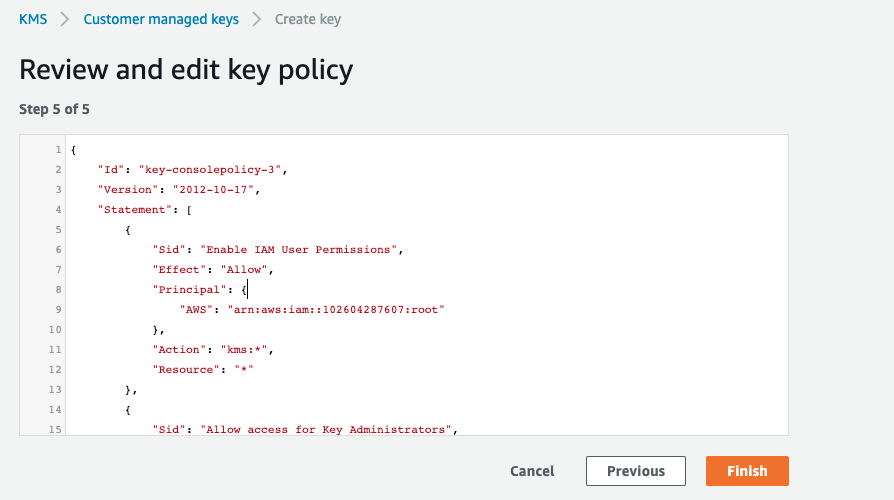 KMS > Customer managed keys > Create key
Review and edit key policy
Step 5 of 5
1 {
2 "Id": "key-consolepolicy-3",
3 "Version": "2012-10-17",
4 "Statement": [
5 {
6 "Sid": "Enable IAM User Permissions",
7 "Effect": "Allow",
8 "Principal": {
9 "AWS": "arn:aws:iam::102604287607:root"
10 },
11 "Action": "kms:*",
12 "Resource": "*"
13 },
14 {
15 "Sid": "Allow access for Key Administrators",
Cancel Previous Finish